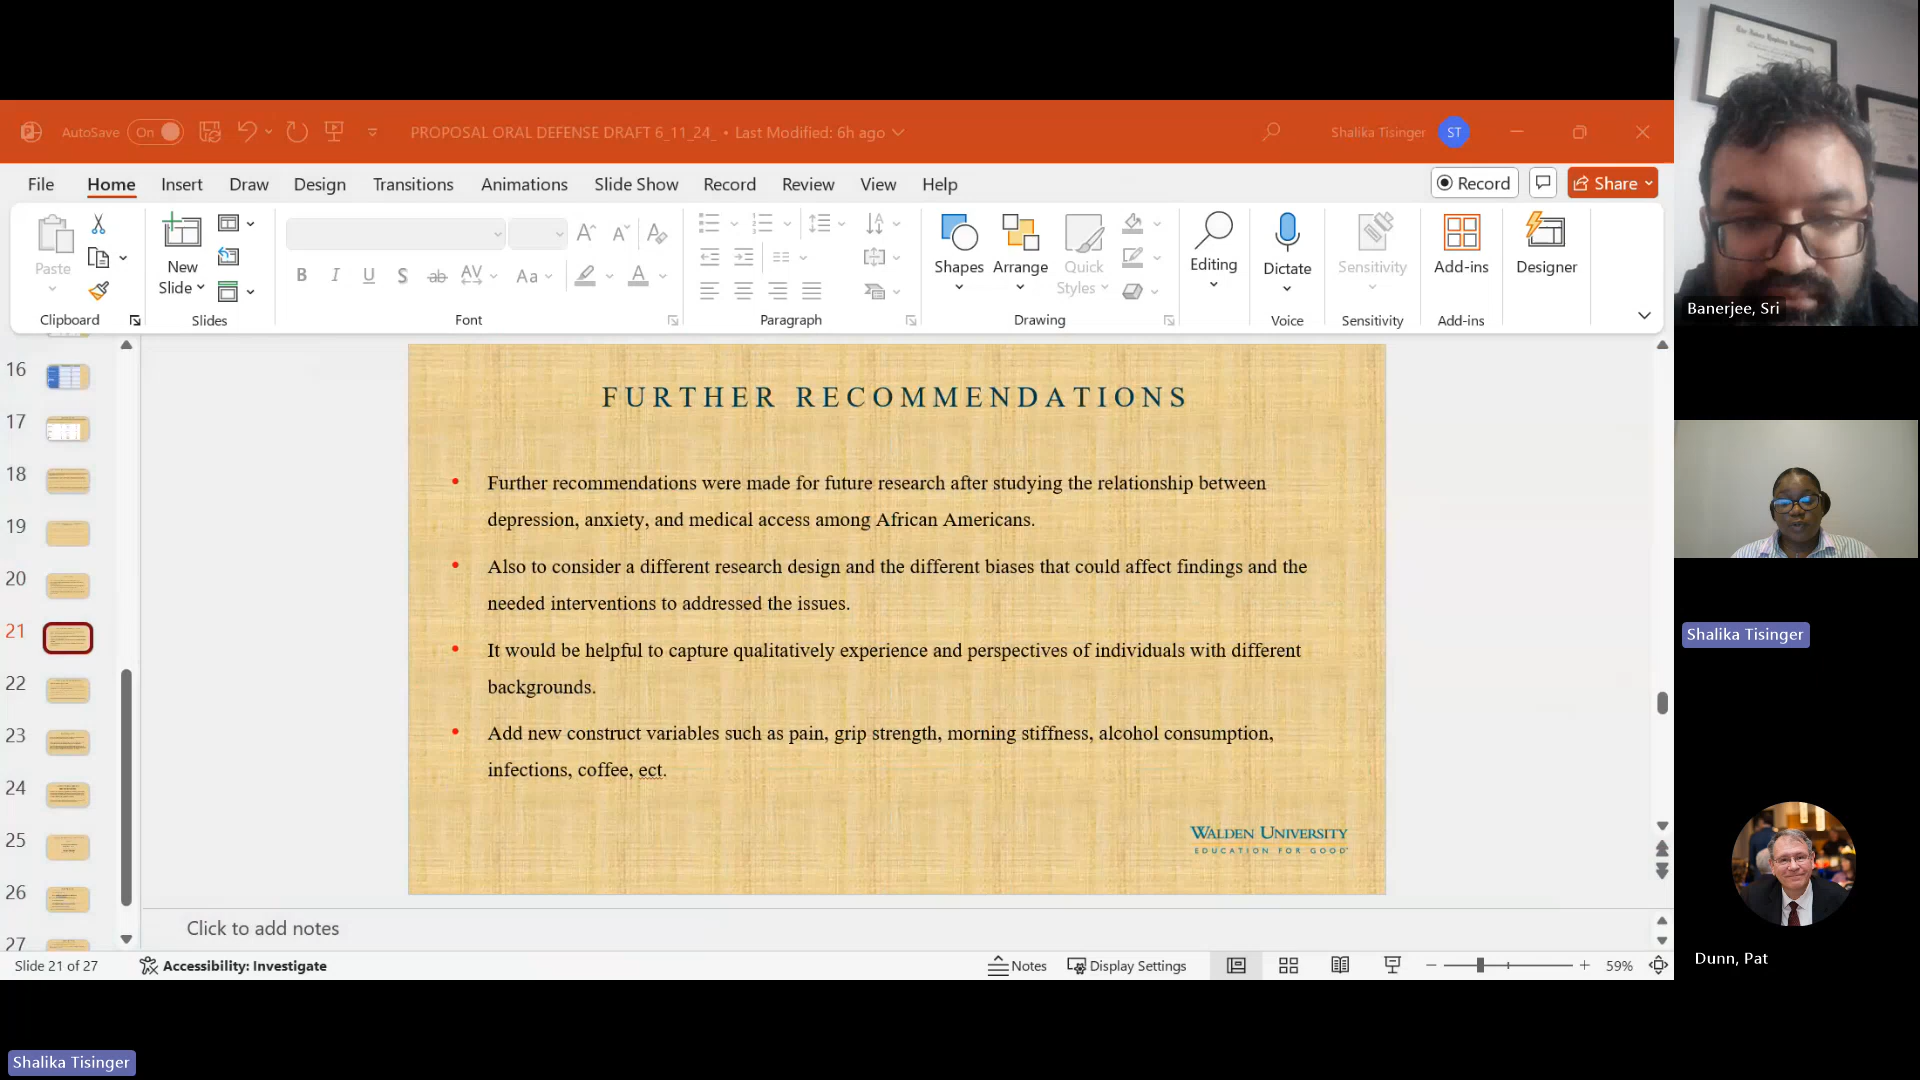 AutoSave On PROPOSAL ORAL DEFENSE DRAFT 6_11_24_ • Last Modified: 6h ago Shalika Tisinger ST
File Home Insert Draw Design Transitions Animations Slide Show Record Review View Help Record Share
Paste
New
Slide
B I U S ab AV Aa A
Shapes Arrange Quick
Styles
Editing Dictate Sensitivity Add-ins Designer
Clipboard Slides Font Paragraph Drawing Voice Sensitivity Add-ins
16
17
18
19
20
21
22
23
24
25
26
27
FURTHER RECOMMENDATIONS
• Further recommendations were made for future research after studying the relationship between
depression, anxiety, and medical access among African Americans.
• Also to consider a different research design and the different biases that could affect findings and the
needed interventions to addressed the issues.
• It would be helpful to capture qualitatively experience and perspectives of individuals with different
backgrounds.
• Add new construct variables such as pain, grip strength, morning stiffness, alcohol consumption,
infections, coffee, ect.
WALDEN UNIVERSITY
EDUCATION FOR GOOD
Click to add notes
Slide 21 of 27 Accessibility: Investigate Notes Display Settings 59%
Banerjee, Sri
Shalika Tisinger
Dunn, Pat
Shalika Tisinger